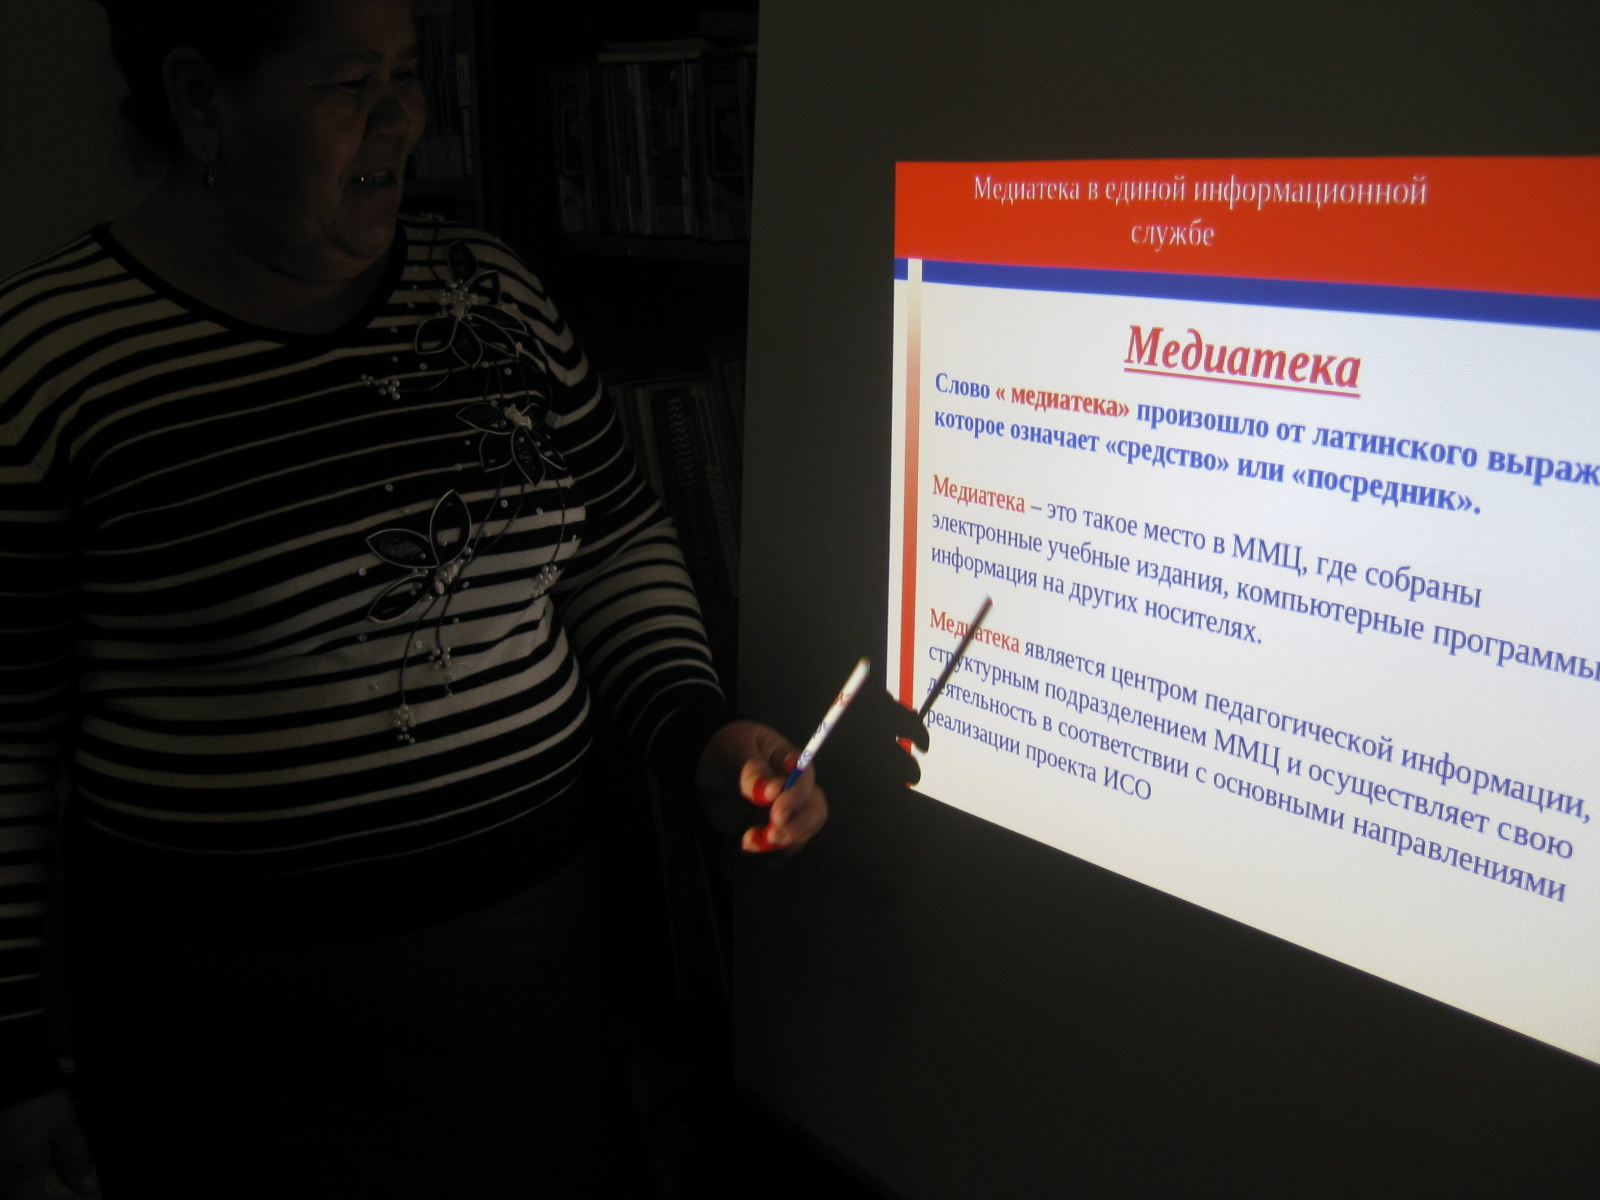 Медиатека в единой информационной
службе
Медиатека
Слово « медиатека» произошло от латинского выраж
которое означает «средство» или «посредник».
Медиатека – это такое место в ММЦ, где собраны
электронные учебные издания, компьютерные программы
информация на других носителях.
Медиатека является центром педагогической информации,
структурным подразделением ММЦ и осуществляет свою
деятельность в соответствии с основными направлениями
реализации проекта ИСО